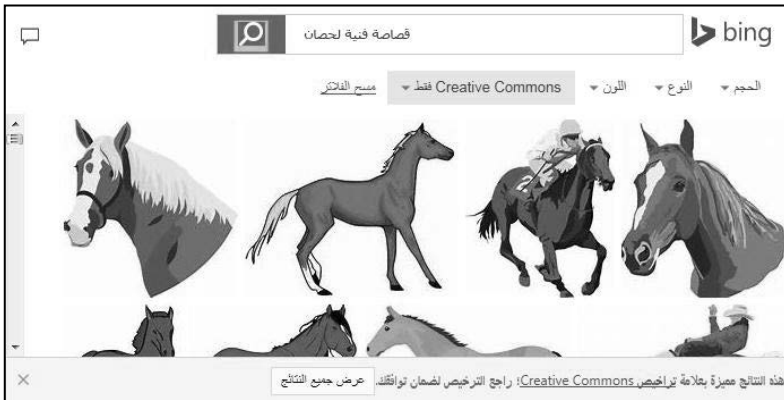 bing
قصاصة فنية لحصان
الحجم النوع اللون Creative Commons فقط مسح الفلاتر
هذه النتائج مميزة بعلامة تراخيص Creative Commons؛ راجع الترخيص لضمان توافقك. عرض جميع النتائج